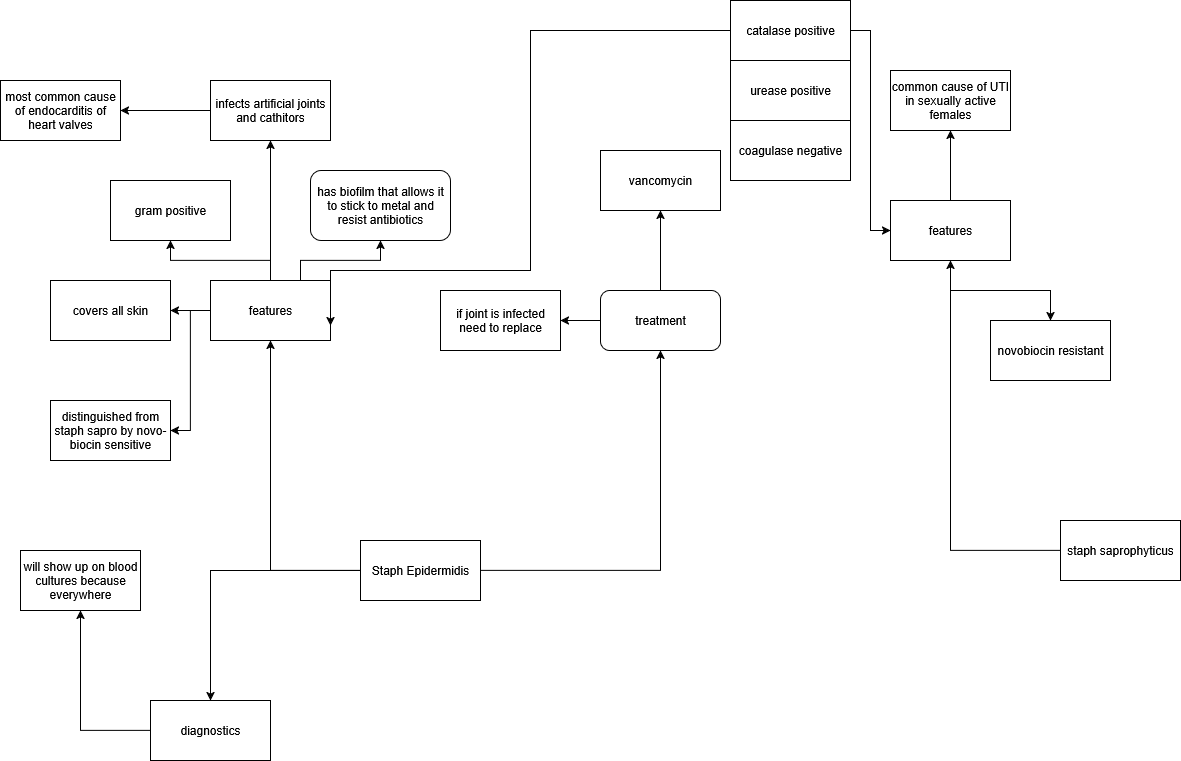 catalase positive
urease positive
coagulase negative
most common cause
of endocarditis of
heart valves
infects artificial joints
and cathitors
common cause of UTI
in sexually active
females
gram positive
has biofilm that allows it
to stick to metal and
resist antibiotics
vancomycin
features
covers all skin
features
if joint is infected
need to replace
treatment
novobiocin resistant
distinguished from
staph sapro by novo-
biocin sensitive
will show up on blood
cultures because
everywhere
Staph Epidermidis
staph saprophyticus
diagnostics